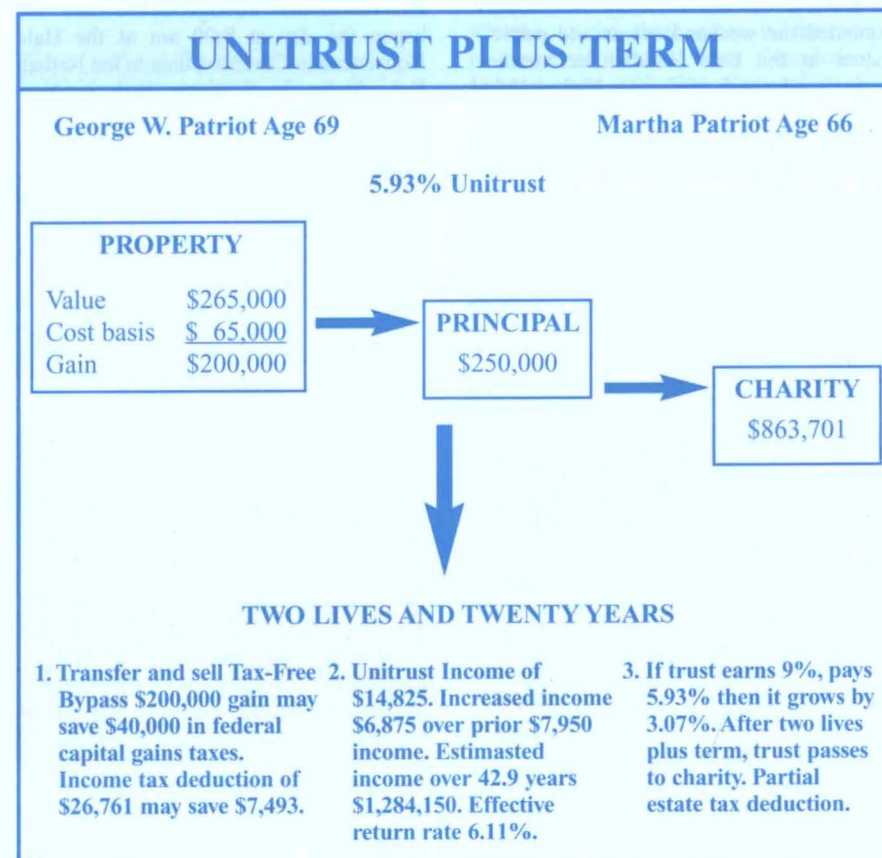 UNITRUST PLUS TERM
George W. Patriot Age 69
Martha Patriot Age 66
5.93% Unitrust
PROPERTY
Value $265,000
Cost basis $ 65,000
Gain $200,000
PRINCIPAL
$250,000
CHARITY
$863,701
TWO LIVES AND TWENTY YEARS
1. Transfer and sell Tax-Free
Bypass $200,000 gain may
save $40,000 in federal
capital gains taxes.
Income tax deduction of
$26,761 may save $7,493.
2. Unitrust Income of
$14,825. Increased income
$6,875 over prior $7,950
income. Estimasted
income over 42.9 years
$1,284,150. Effective
return rate 6.11%.
3. If trust earns 9%, pays
5.93% then it grows by
3.07%. After two lives
plus term, trust passes
to charity. Partial
estate tax deduction.